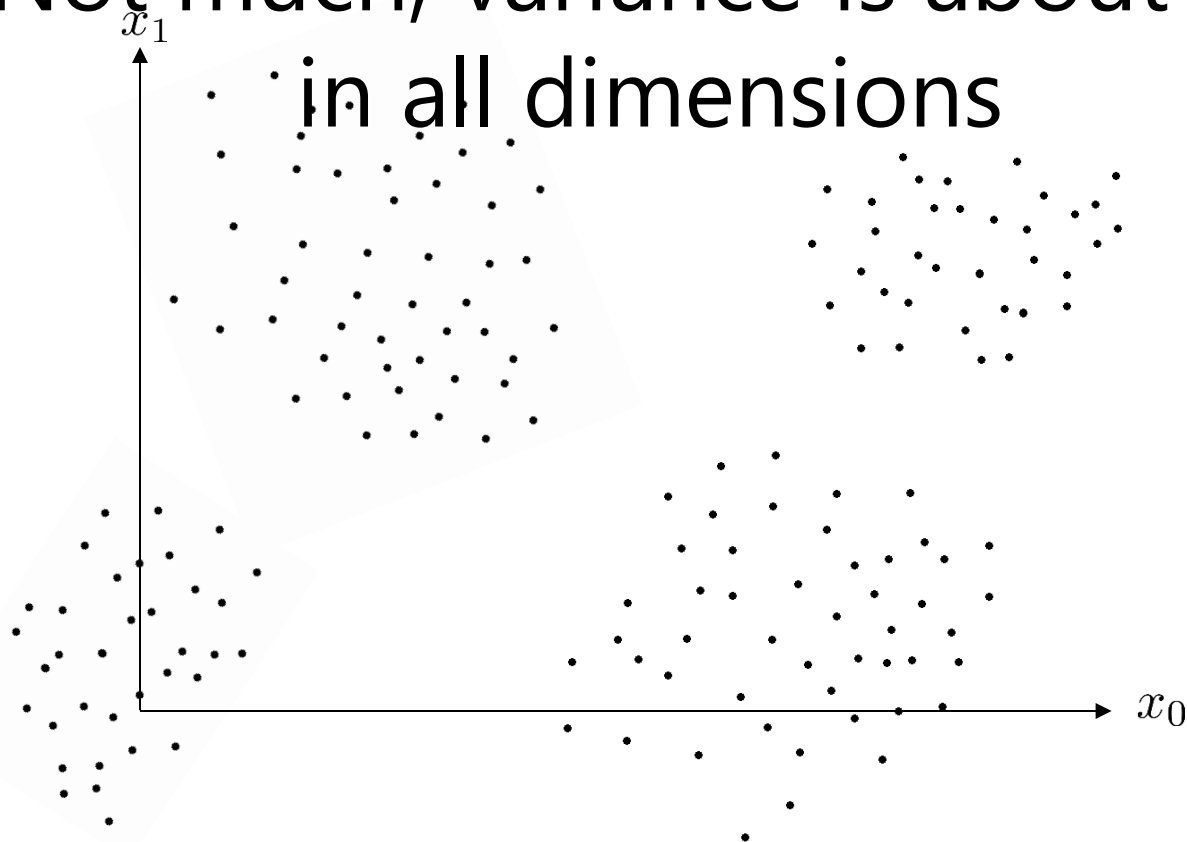 Not much, variance is about
x₁
in all dimensions
x₀